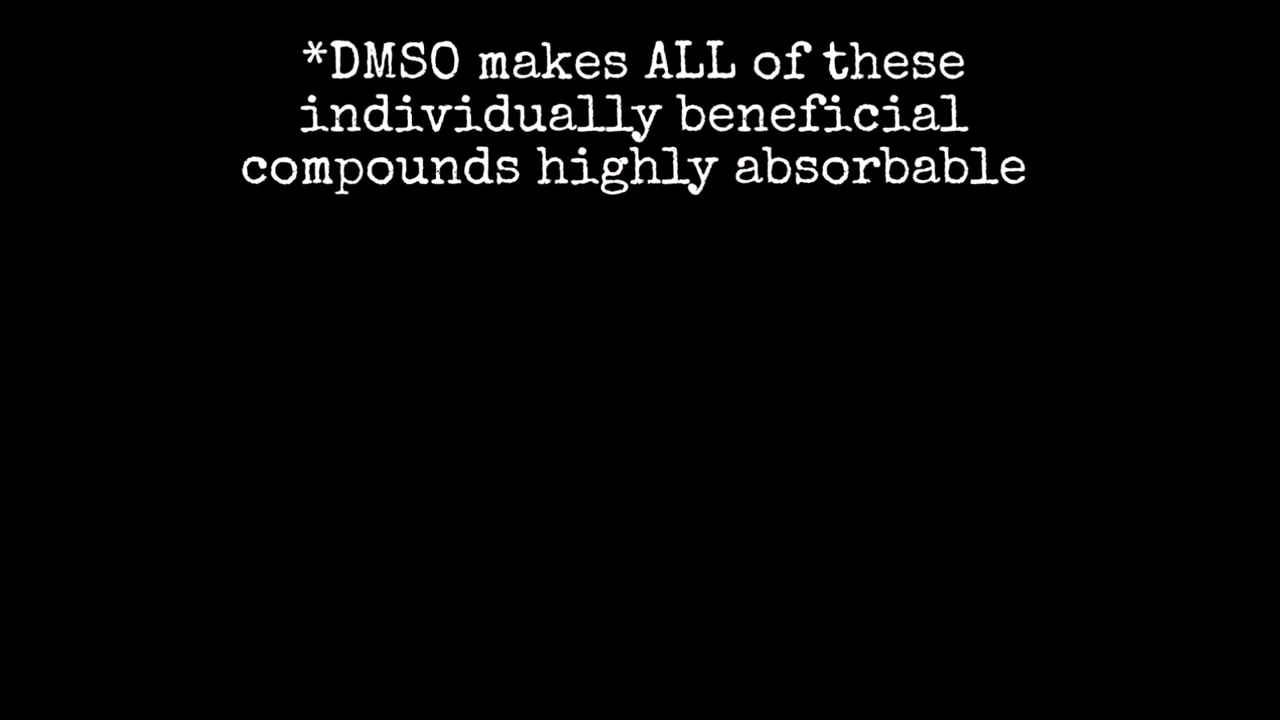 *DMSO makes ALL of these
individually beneficial
compounds highly absorbable